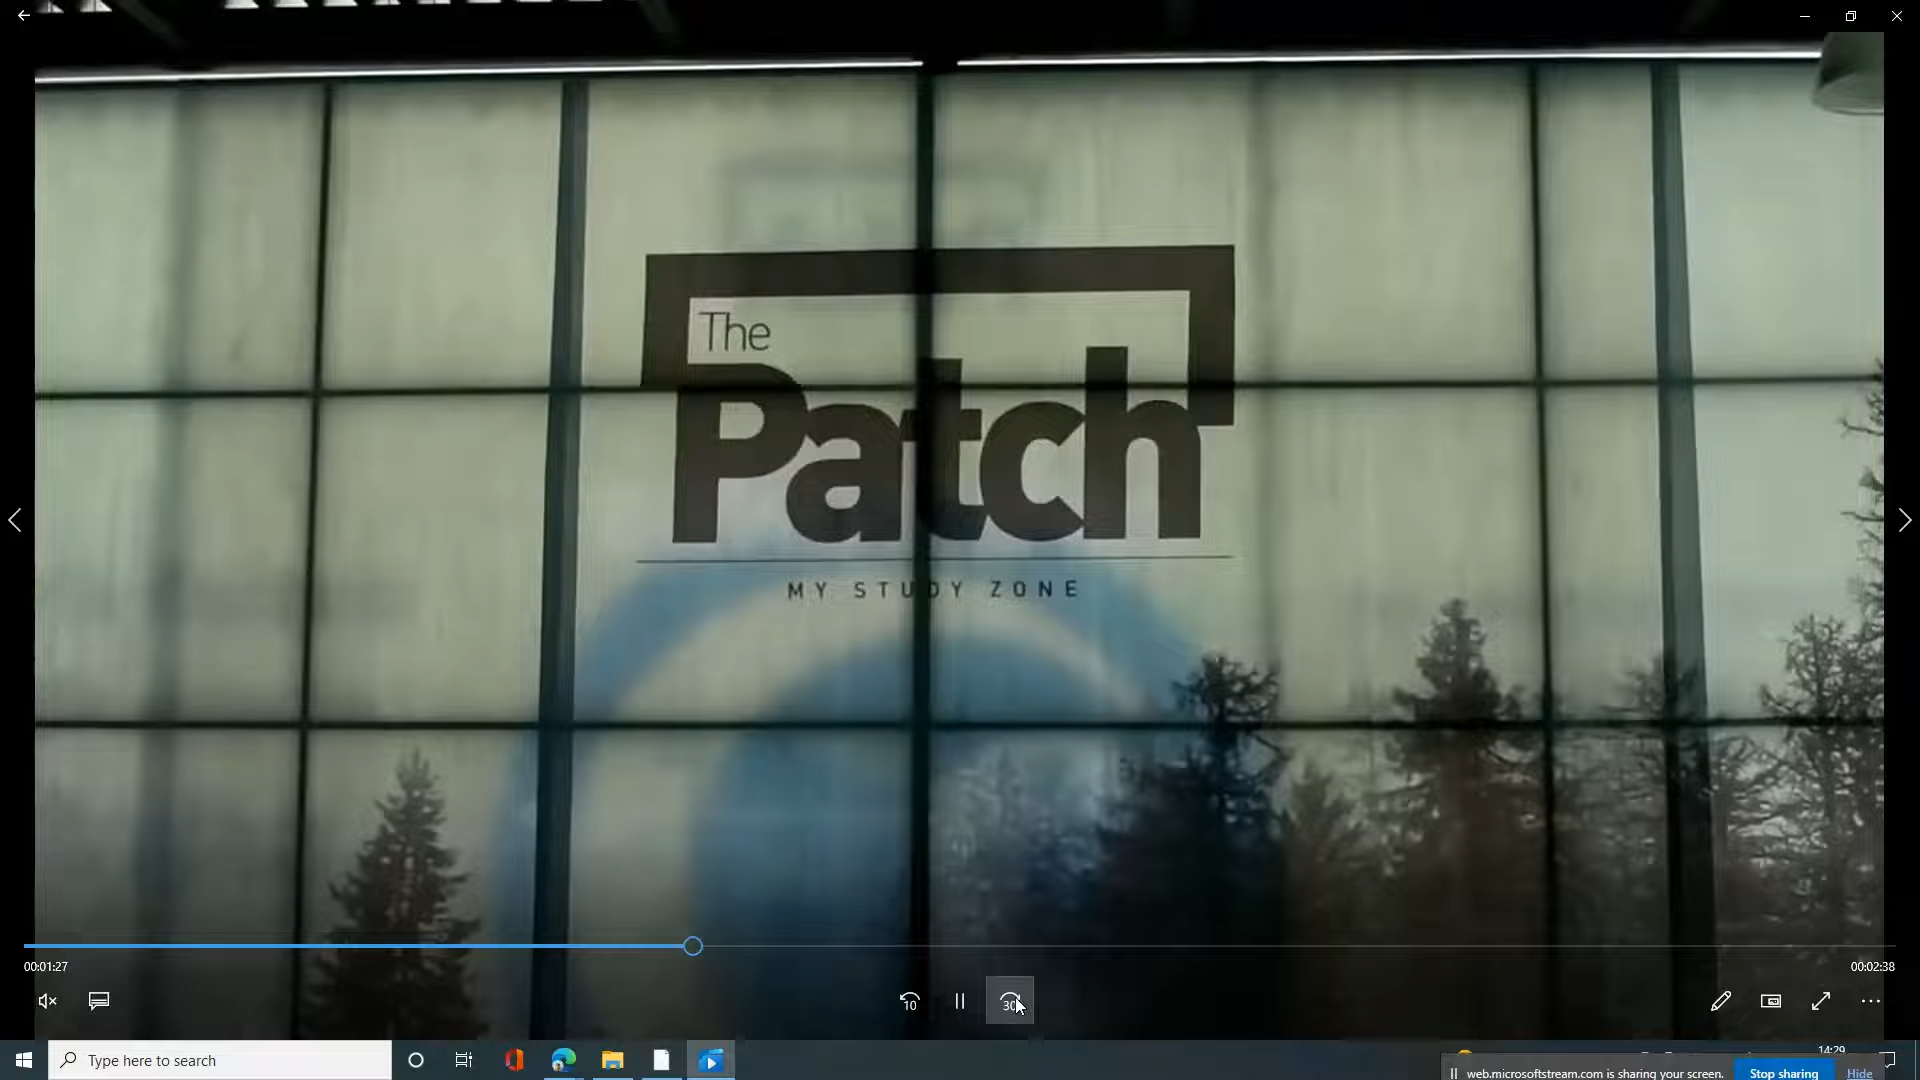 The
Patch
MY STUDY ZONE
00:01:27
00:02:38
10
30
Type here to search
14:29
web.microsoftstream.com is sharing your screen.
Stop sharing
Hide